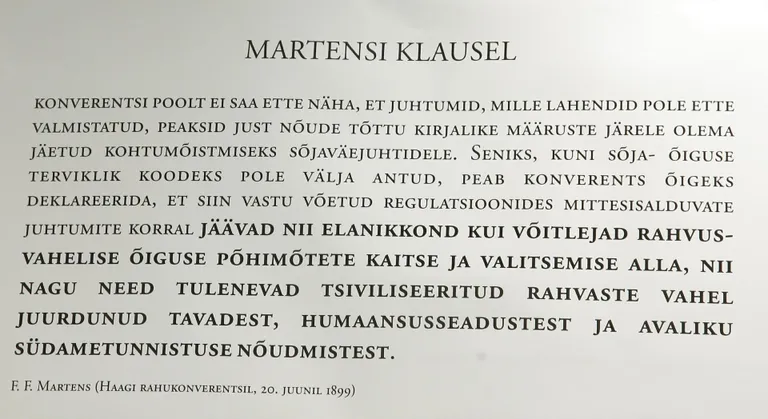 MARTENSI KLAUSEL
KONVERENTSI POOLT EI SAA ETTE NÄHA, ET JUHTUMID, MILLE LAHENDID POLE ETTE
VALMISTATUD, PEAKSID JUST NÕUDE TÕTTU KIRJALIKE MÄÄRUSTE JÄRELE OLEMA
JÄETUD KOHTUMÕISTMISEKS SÕJAVÄEJUHTIDELE. SENIKS, KUNI SÕJA- ÕIGUSE
TERVIKLIK KOODEKS POLE VÄLJA ANTUD, PEAB KONVERENTS ÕIGEKS
DEKLAREERIDA, ET SIIN VASTU VÕETUD REGULATSIOONIDES MITTESISALDUVATE
JUHTUMITE KORRAL JÄÄVAD NII ELANIKKOND KUI VÕITLEJAD RAHVUS-
VAHELISE ÕIGUSE PÕHIMÕTETE KAITSE JA VALITSEMISE ALLA, NII
NAGU NEED TULENEVAD TSIVILISEERITUD RAHVASTE VAHEL
JUURDUNUD TAVADEST, HUMAANSUSSEADUSTEST JA AVALIKU
SÜDAMETUNNISTUSE NÕUDMISTEST.
F. F. MARTENS (HAAGI RAHUKONVERENTSIL, 20. JUUNIL 1899)